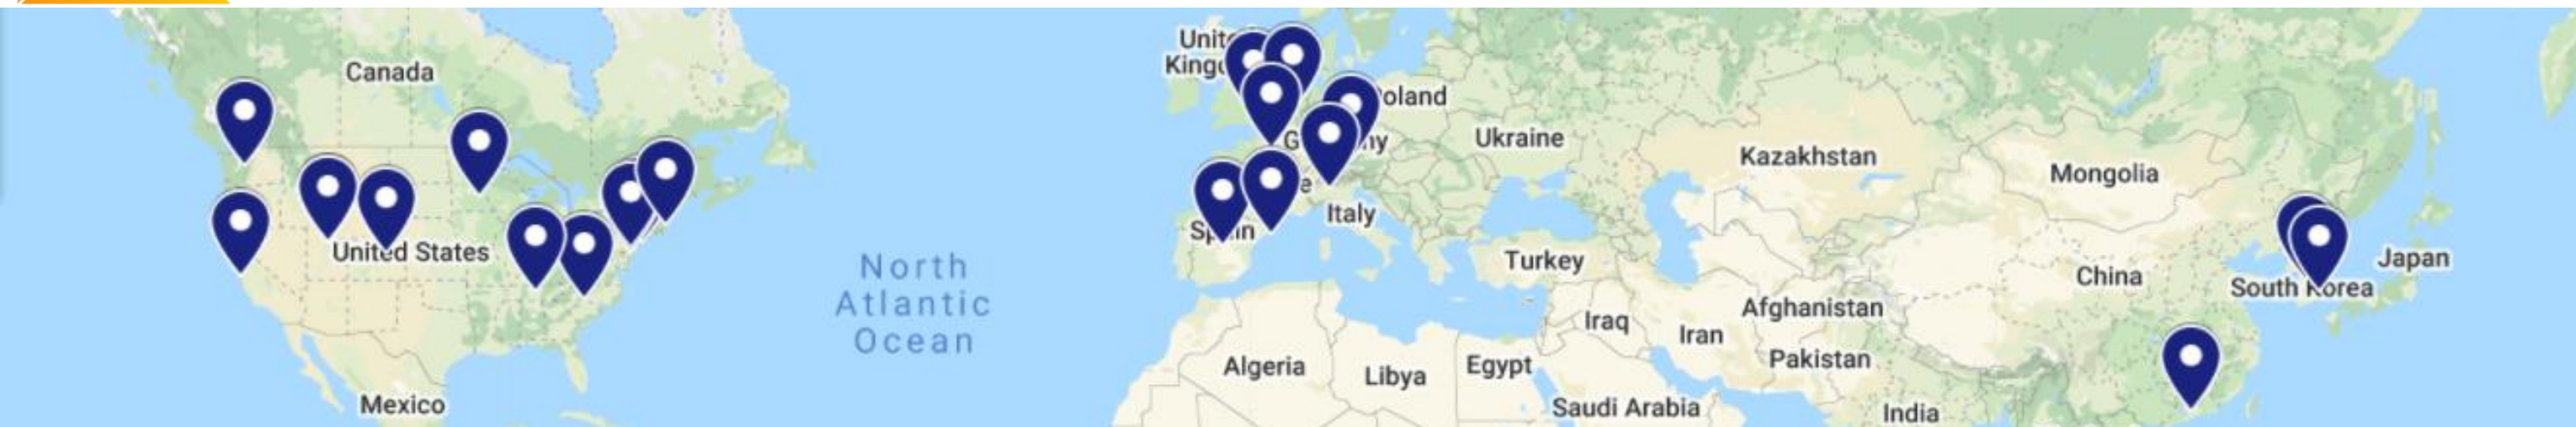 Canada
United States
Mexico
North
Atlantic
Ocean
Poland
Ukraine
Italy
Turkey
Algeria
Libya
Egypt
Iraq
Iran
Saudi Arabia
Kazakhstan
Afghanistan
Pakistan
India
Mongolia
China
South Korea
Japan